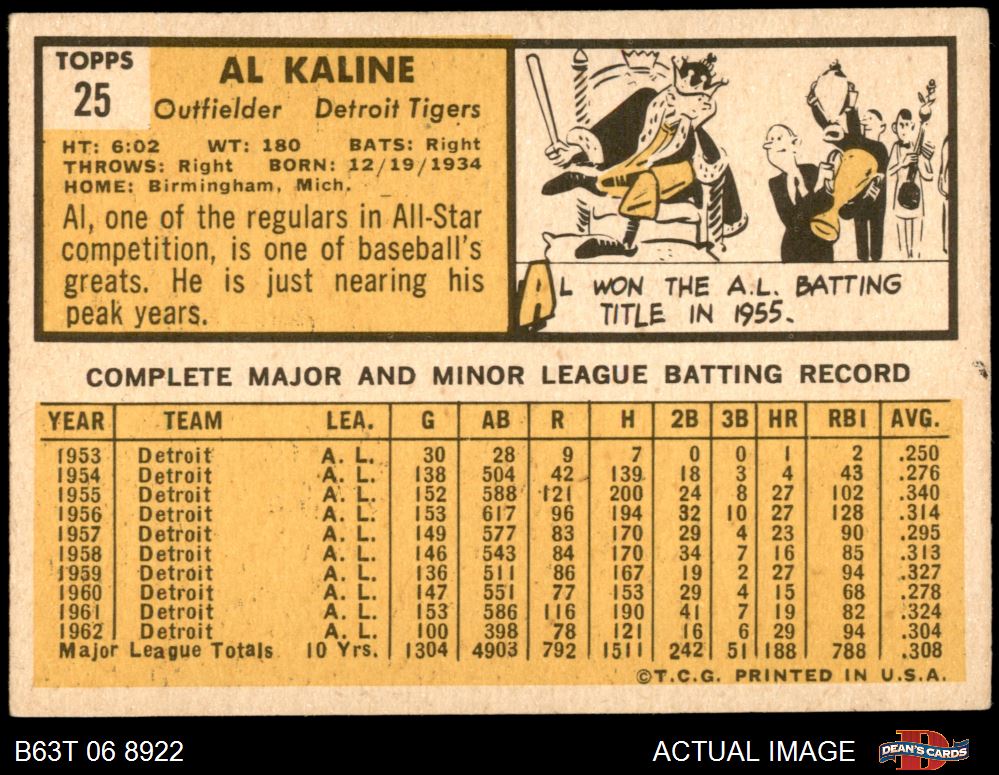 TOPPS
25
AL KALINE
Outfielder Detroit Tigers
HT: 6:02 WT: 180 BATS: Right
THROWS: Right BORN: 12/19/1934
HOME: Birmingham, Mich.
Al, one of the regulars in All-Star
competition, is one of baseball's
greats. He is just nearing his
peak years.
AL WON THE A.L. BATTING
TITLE IN 1955.
COMPLETE MAJOR AND MINOR LEAGUE BATTING RECORD
YEAR TEAM LEA. G AB R H 2B 3B HR RBI AVG.
1953 Detroit A. L. 30 28 9 7 0 0 1 2 .250
1954 Detroit A. L. 138 504 42 139 18 3 4 43 .276
1955 Detroit A. L. 152 588 121 200 24 8 27 102 .340
1956 Detroit A. L. 153 617 96 194 32 10 27 128 .314
1957 Detroit A. L. 149 577 83 170 29 4 23 90 .295
1958 Detroit A. L. 146 543 84 170 34 7 16 85 .313
1959 Detroit A. L. 136 511 86 167 19 2 27 94 .327
1960 Detroit A. L. 147 551 77 153 29 4 15 68 .278
1961 Detroit A. L. 153 586 116 190 41 7 19 82 .324
1962 Detroit A. L. 100 398 78 121 16 6 29 94 .304
Major League Totals 10 Yrs. 1304 4903 792 1511 242 51 188 788 .308
©T.C.G. PRINTED IN U.S.A.
B63T 06 8922 ACTUAL IMAGE D DEAN'S CARDS